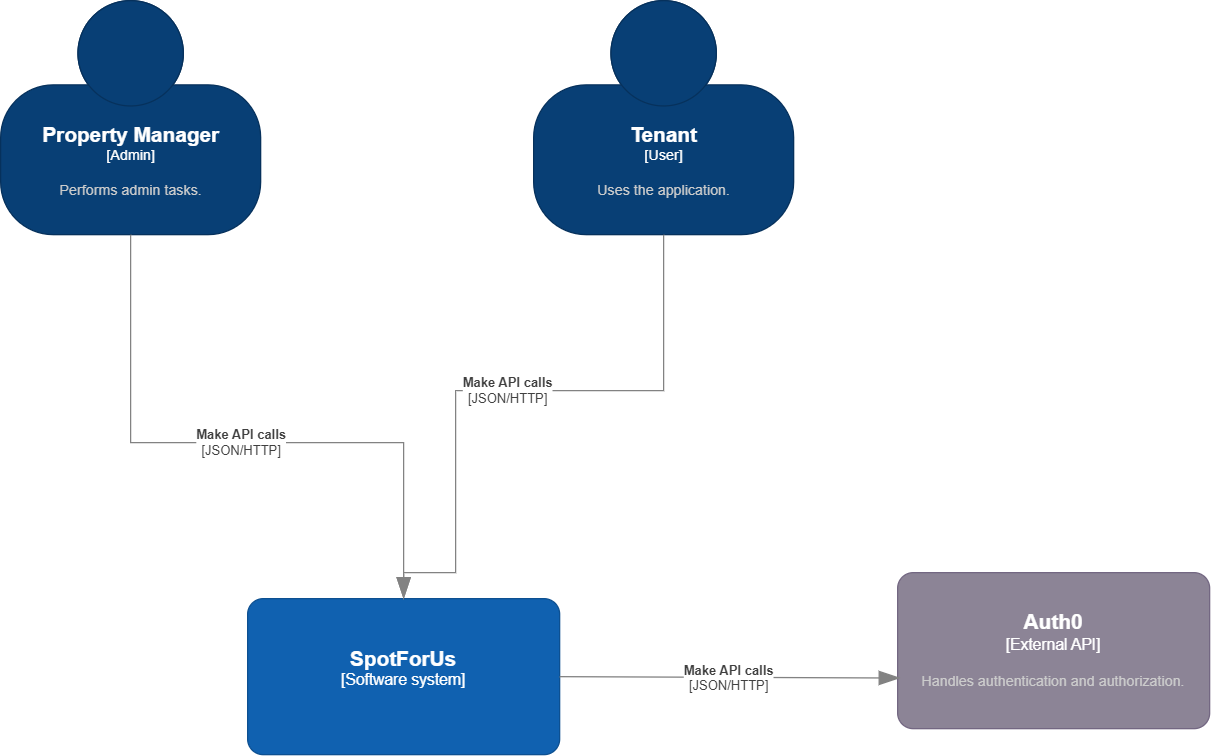 Property Manager
[Admin]
Performs admin tasks.
Tenant
[User]
Uses the application.
Make API calls
[JSON/HTTP]
Make API calls
[JSON/HTTP]
SpotForUs
[Software system]
Make API calls
[JSON/HTTP]
Auth0
[External API]
Handles authentication and authorization.